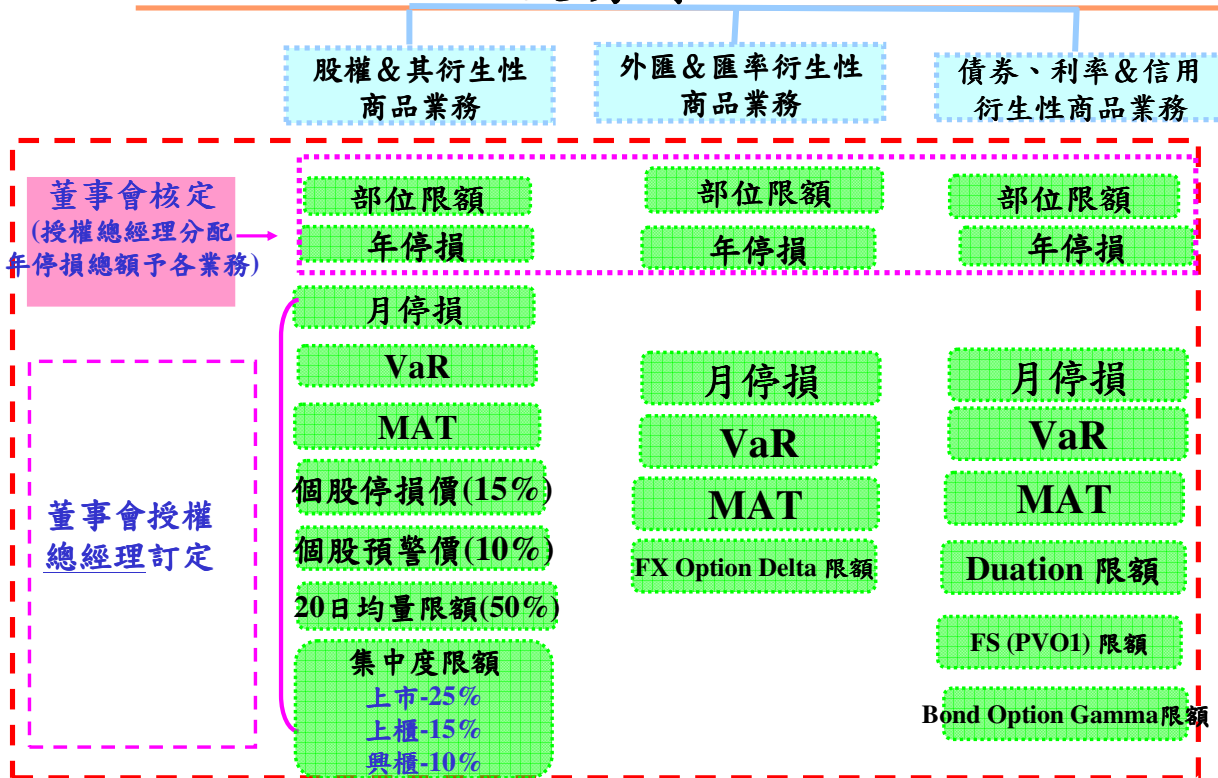 股權＆其衍生性
商品業務
外匯＆匯率衍生性
商品業務
債券、利率＆信用
衍生性商品業務
董事會核定
(授權總經理分配
年停損總額予各業務)
部位限額
年停損
部位限額
年停損
部位限額
年停損
董事會授權
總經理訂定
月停損
VaR
MAT
個股停損價(15%)
個股預警價(10%)
20日均量限額(50%)
集中度限額
上市-25%
上櫃-15%
興櫃-10%
月停損
VaR
MAT
FX Option Delta 限額
月停損
VaR
MAT
Duation 限額
FS (PVO1) 限額
Bond Option Gamma限額